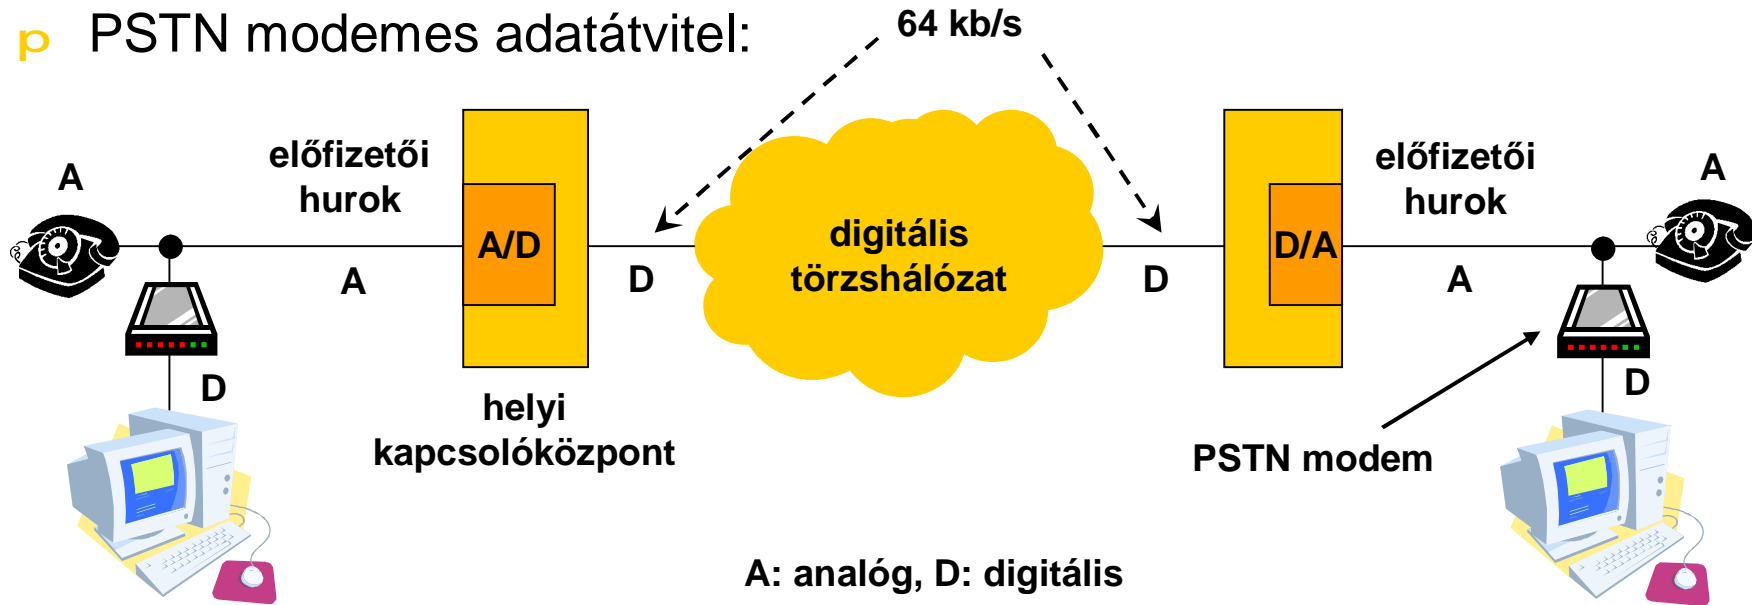 p PSTN modemes adatátvitel:
64 kb/s
előfizetői
hurok
előfizetői
hurok
A
A
A/D
D/A
digitális
törzshálózat
A
D
D
A
D
D
helyi
kapcsolóközpont
PSTN modem
A: analóg, D: digitális